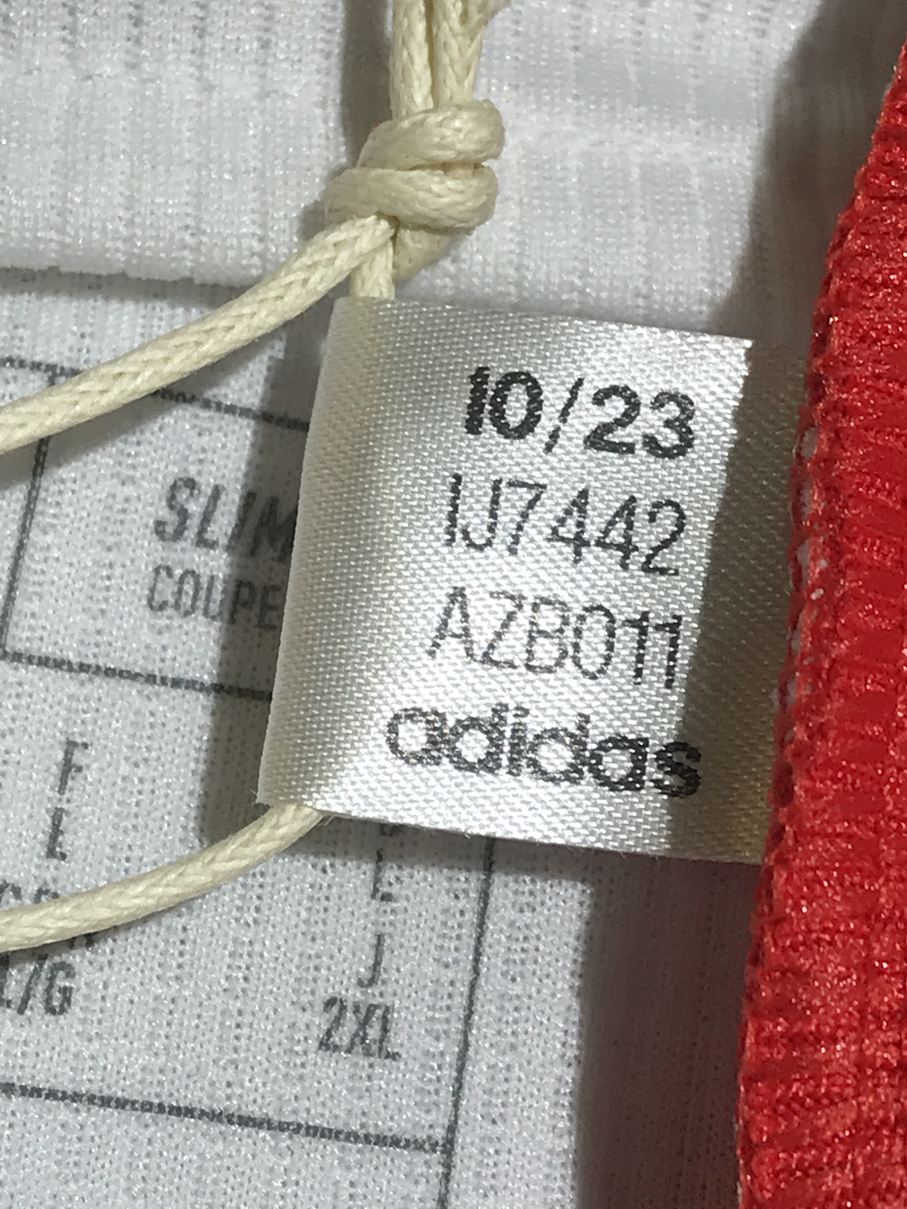 10/23
IJ7442
AZB011
adidas
SLIM
COUPE
F
E
L
L/G
J
2XL